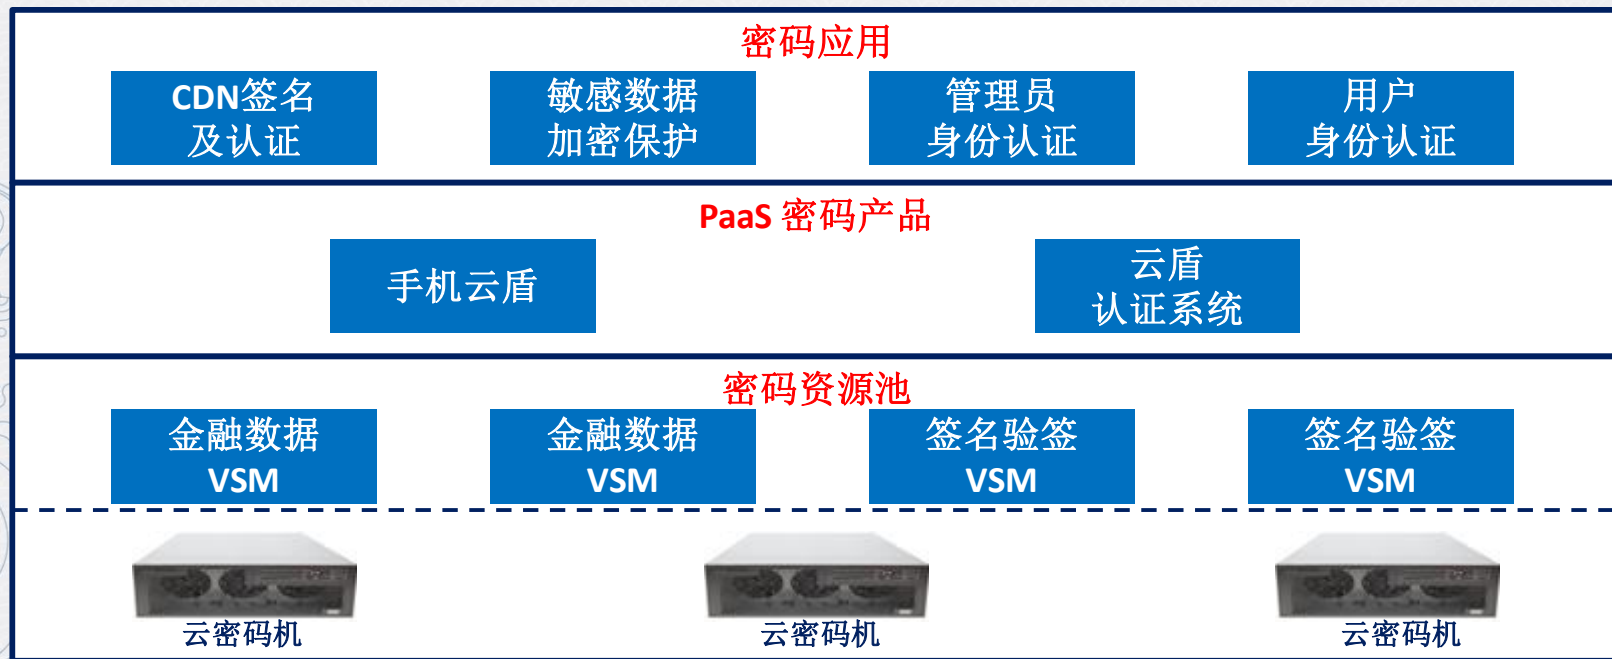 密码应用
CDN签名
及认证
敏感数据
加密保护
管理员
身份认证
用户
身份认证
PaaS 密码产品
手机云盾
云盾
认证系统
密码资源池
金融数据
VSM
金融数据
VSM
签名验签
VSM
签名验签
VSM
云密码机
云密码机
云密码机